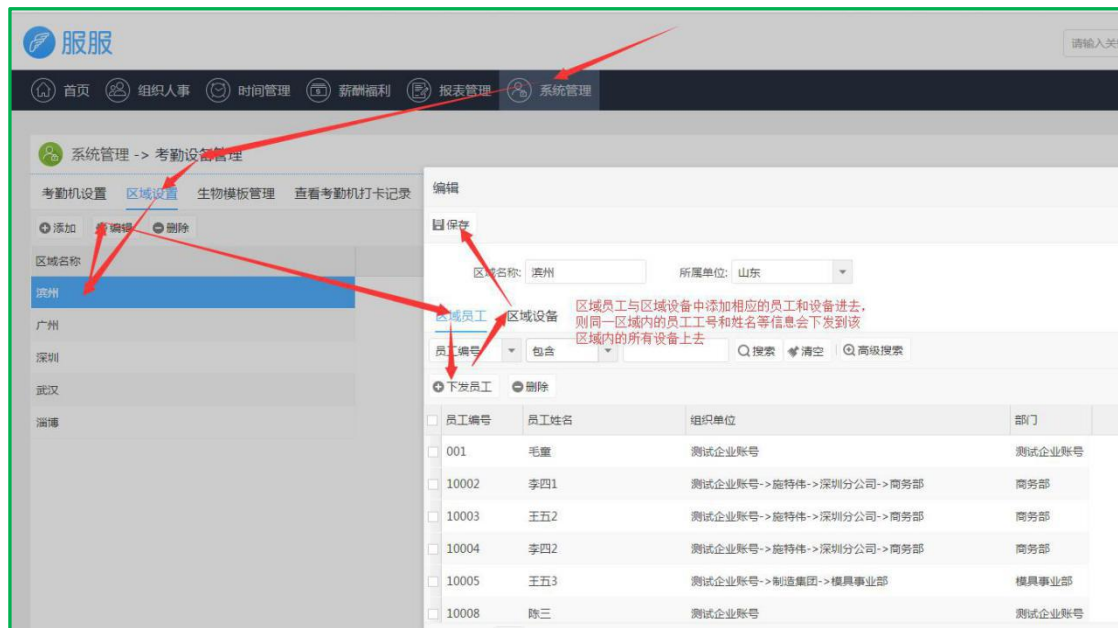 服服
请输入关
首页 组织人事 时间管理 薪酬福利 报表管理 系统管理
系统管理 -> 考勤设备管理
考勤机设置 区域设置 生物模板管理 查看考勤机打卡记录
添加 编辑 删除
区域名称
滨州
广州
深圳
武汉
淄博
编辑
保存
区域名称: 滨州 所属单位: 山东
区域员工 区域设备
区域员工与区域设备中添加相应的员工和设备进去，
则同一区域内的员工工号和姓名等信息会下发到该
区域内的所有设备上去
员工编号 包含 搜索 清空 高级搜索
下发员工 删除
员工编号 员工姓名 组织单位 部门
001 毛童 测试企业账号 测试企业账号
10002 李四1 测试企业账号->施特伟->深圳分公司->商务部 商务部
10003 王五2 测试企业账号->施特伟->深圳分公司->商务部 商务部
10004 李四2 测试企业账号->施特伟->深圳分公司->商务部 商务部
10005 王五3 测试企业账号->制造集团->模具事业部 模具事业部
10008 陈三 测试企业账号 测试企业账号